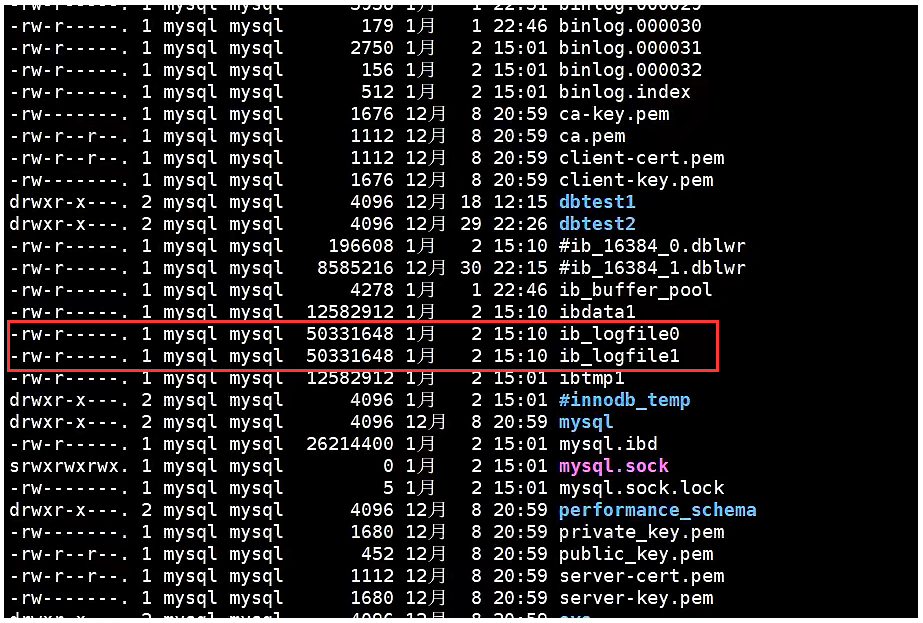 -rw-r-----. 1 mysql mysql 5956 1月 1 22:31 binlog.000029
-rw-r-----. 1 mysql mysql 179 1月 1 22:46 binlog.000030
-rw-r-----. 1 mysql mysql 2750 1月 2 15:01 binlog.000031
-rw-r-----. 1 mysql mysql 156 1月 2 15:01 binlog.000032
-rw-r-----. 1 mysql mysql 512 1月 2 15:01 binlog.index
-rw-------. 1 mysql mysql 1676 12月 8 20:59 ca-key.pem
-rw-r--r--. 1 mysql mysql 1112 12月 8 20:59 ca.pem
-rw-r--r--. 1 mysql mysql 1112 12月 8 20:59 client-cert.pem
-rw-------. 1 mysql mysql 1676 12月 8 20:59 client-key.pem
drwxr-x---. 2 mysql mysql 4096 12月 18 12:15 dbtest1
drwxr-x---. 2 mysql mysql 4096 12月 29 22:26 dbtest2
-rw-r-----. 1 mysql mysql 196608 1月 2 15:10 #ib_16384_0.dblwr
-rw-r-----. 1 mysql mysql 8585216 12月 30 22:15 #ib_16384_1.dblwr
-rw-r-----. 1 mysql mysql 4278 1月 1 22:46 ib_buffer_pool
-rw-r-----. 1 mysql mysql 12582912 1月 2 15:10 ibdata1
-rw-r-----. 1 mysql mysql 50331648 1月 2 15:10 ib_logfile0
-rw-r-----. 1 mysql mysql 50331648 1月 2 15:10 ib_logfile1
-rw-r-----. 1 mysql mysql 12582912 1月 2 15:01 ibtmp1
drwxr-x---. 2 mysql mysql 4096 1月 2 15:01 #innodb_temp
drwxr-x---. 2 mysql mysql 4096 12月 8 20:59 mysql
-rw-r-----. 1 mysql mysql 26214400 1月 2 15:01 mysql.ibd
srwxrwxrwx. 1 mysql mysql 0 1月 2 15:01 mysql.sock
-rw-------. 1 mysql mysql 5 1月 2 15:01 mysql.sock.lock
drwxr-x---. 2 mysql mysql 4096 12月 8 20:59 performance_schema
-rw-------. 1 mysql mysql 1680 12月 8 20:59 private_key.pem
-rw-r--r--. 1 mysql mysql 452 12月 8 20:59 public_key.pem
-rw-r--r--. 1 mysql mysql 1112 12月 8 20:59 server-cert.pem
-rw-------. 1 mysql mysql 1680 12月 8 20:59 server-key.pem
drwxr-x---. 2 mysql mysql 4096 12月 8 20:59 sys